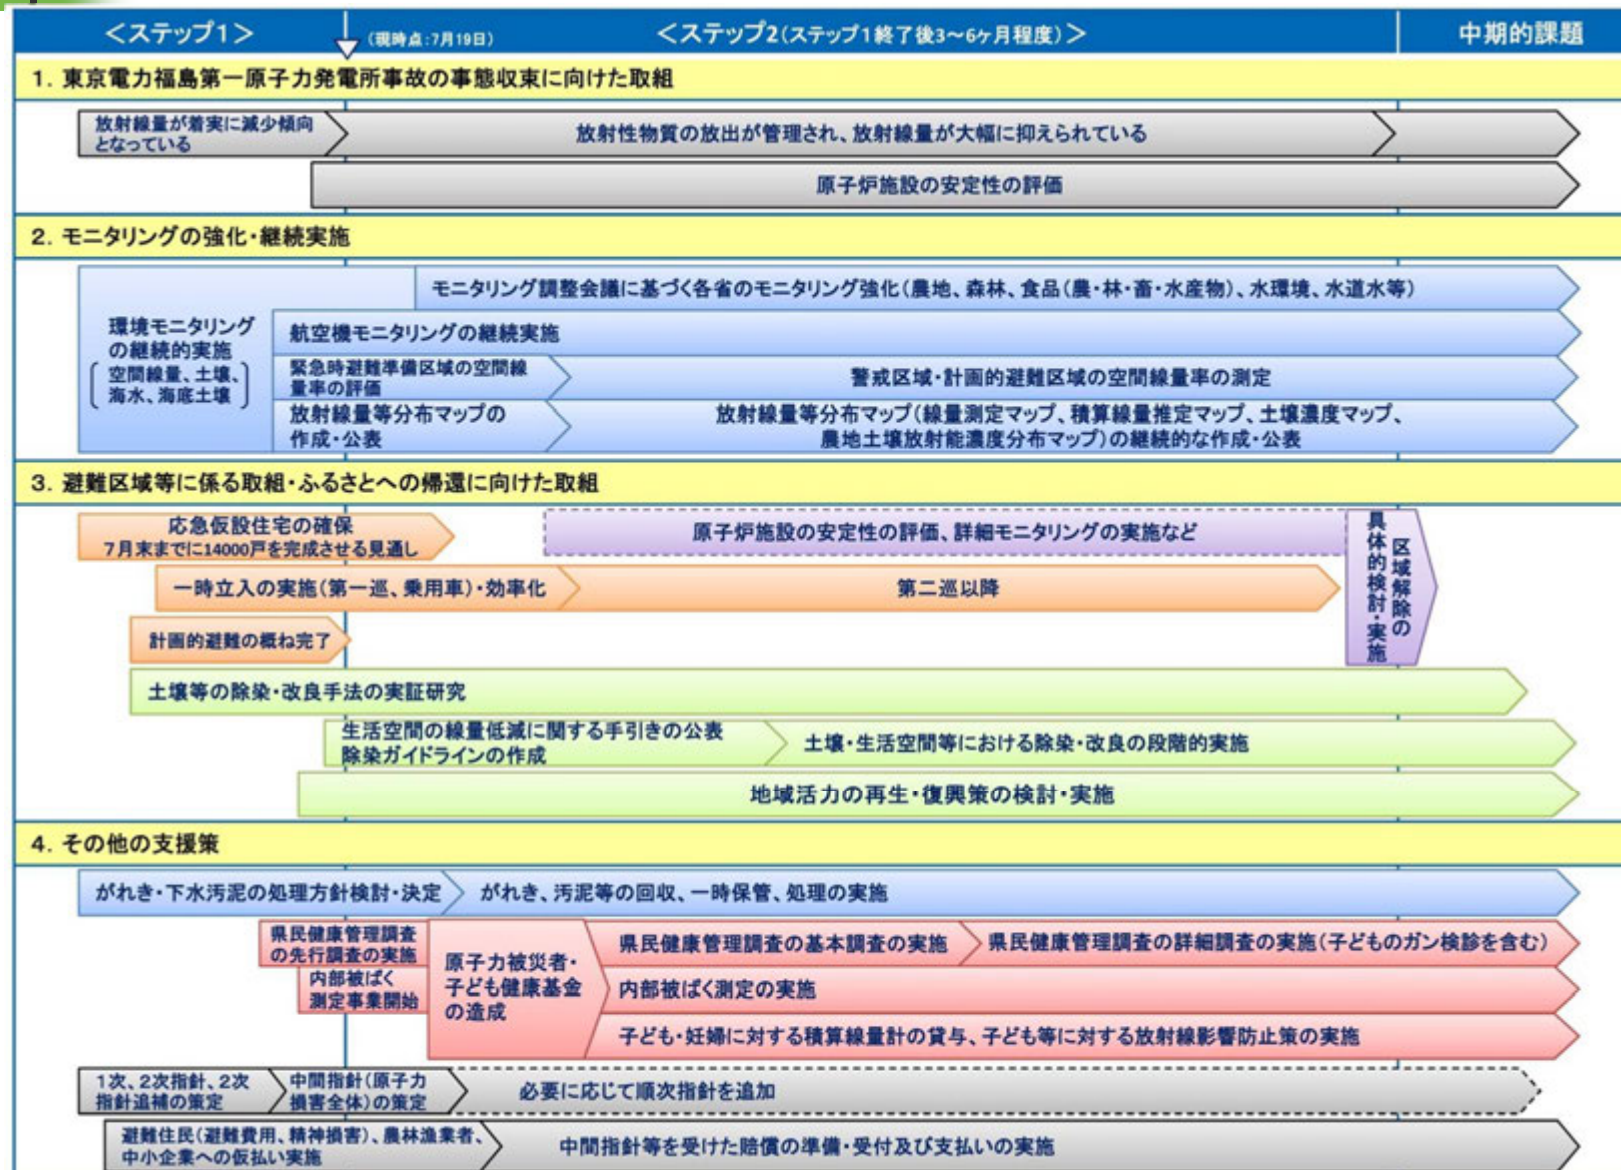 ＜ステップ1＞
(現時点:7月19日)
＜ステップ2(ステップ1終了後3～6ヶ月程度)＞
中期的課題
1．東京電力福島第一原子力発電所事故の事態収束に向けた取組
放射線量が着実に減少傾向
となっている
放射性物質の放出が管理され、放射線量が大幅に抑えられている
原子炉施設の安定性の評価
2．モニタリングの強化・継続実施
環境モニタリング
の継続的実施
空間線量、土壌、
海水、海底土壌
モニタリング調整会議に基づく各省のモニタリング強化(農地、森林、食品(農・林・畜・水産物)、水環境、水道水等)
航空機モニタリングの継続実施
緊急時避難準備区域の空間線
量率の評価
警戒区域・計画的避難区域の空間線量率の測定
放射線量等分布マップの
作成・公表
放射線量等分布マップ(線量測定マップ、積算線量推定マップ、土壌濃度マップ、
農地土壌放射能濃度分布マップ)の継続的な作成・公表
3．避難区域等に係る取組・ふるさとへの帰還に向けた取組
応急仮設住宅の確保
7月末までに14000戸を完成させる見通し
原子炉施設の安定性の評価、詳細モニタリングの実施など
区域解除の
具体的検討・実施
一時立入の実施(第一巡、乗用車)・効率化
第二巡以降
計画的避難の概ね完了
土壌等の除染・改良手法の実証研究
生活空間の線量低減に関する手引きの公表
除染ガイドラインの作成
土壌・生活空間等における除染・改良の段階的実施
地域活力の再生・復興策の検討・実施
4．その他の支援策
がれき・下水汚泥の処理方針検討・決定
がれき、汚泥等の回収、一時保管、処理の実施
県民健康管理調査
の先行調査の実施
内部被ばく
測定事業開始
原子力被災者・
子ども健康基金
の造成
県民健康管理調査の基本調査の実施
県民健康管理調査の詳細調査の実施(子どものガン検診を含む)
内部被ばく測定の実施
子ども・妊婦に対する積算線量計の貸与、子ども等に対する放射線影響防止策の実施
1次、2次指針、2次
指針追補の策定
中間指針(原子力
損害全体)の策定
必要に応じて順次指針を追加
避難住民(避難費用、精神損害)、農林漁業者、
中小企業への仮払い実施
中間指針等を受けた賠償の準備・受付及び支払いの実施